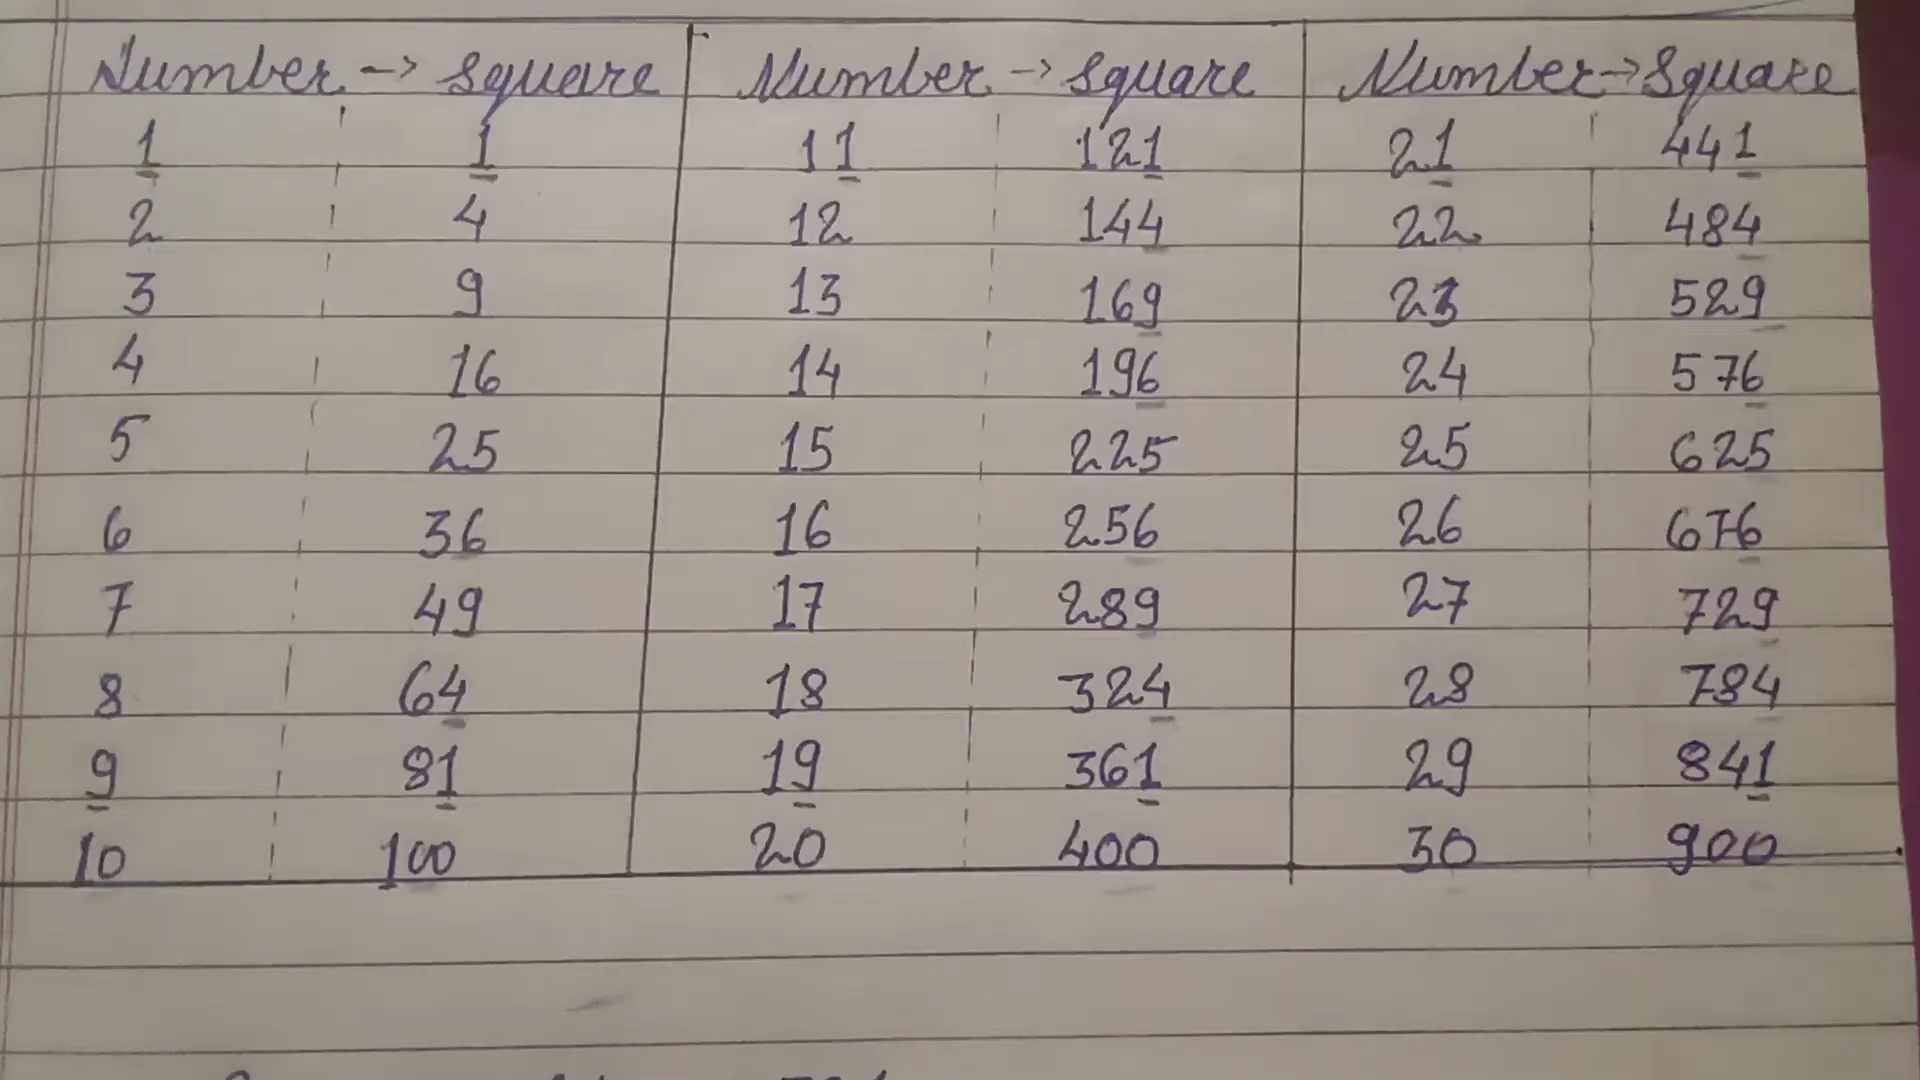 Number -> Square Number -> Square Number -> Square
1 1 11 121 21 441
2 4 12 144 22 484
3 9 13 169 23 529
4 16 14 196 24 576
5 25 15 225 25 625
6 36 16 256 26 676
7 49 17 289 27 729
8 64 18 324 28 784
9 81 19 361 29 841
10 100 20 400 30 900